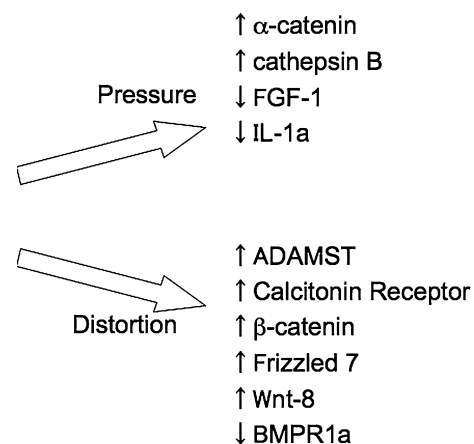 ↑ α-catenin
↑ cathepsin B
Pressure
↓ FGF-1
↓ IL-1a
↑ ADAMST
↑ Calcitonin Receptor
Distortion
↑ β-catenin
↑ Frizzled 7
↑ Wnt-8
↓ BMPR1a